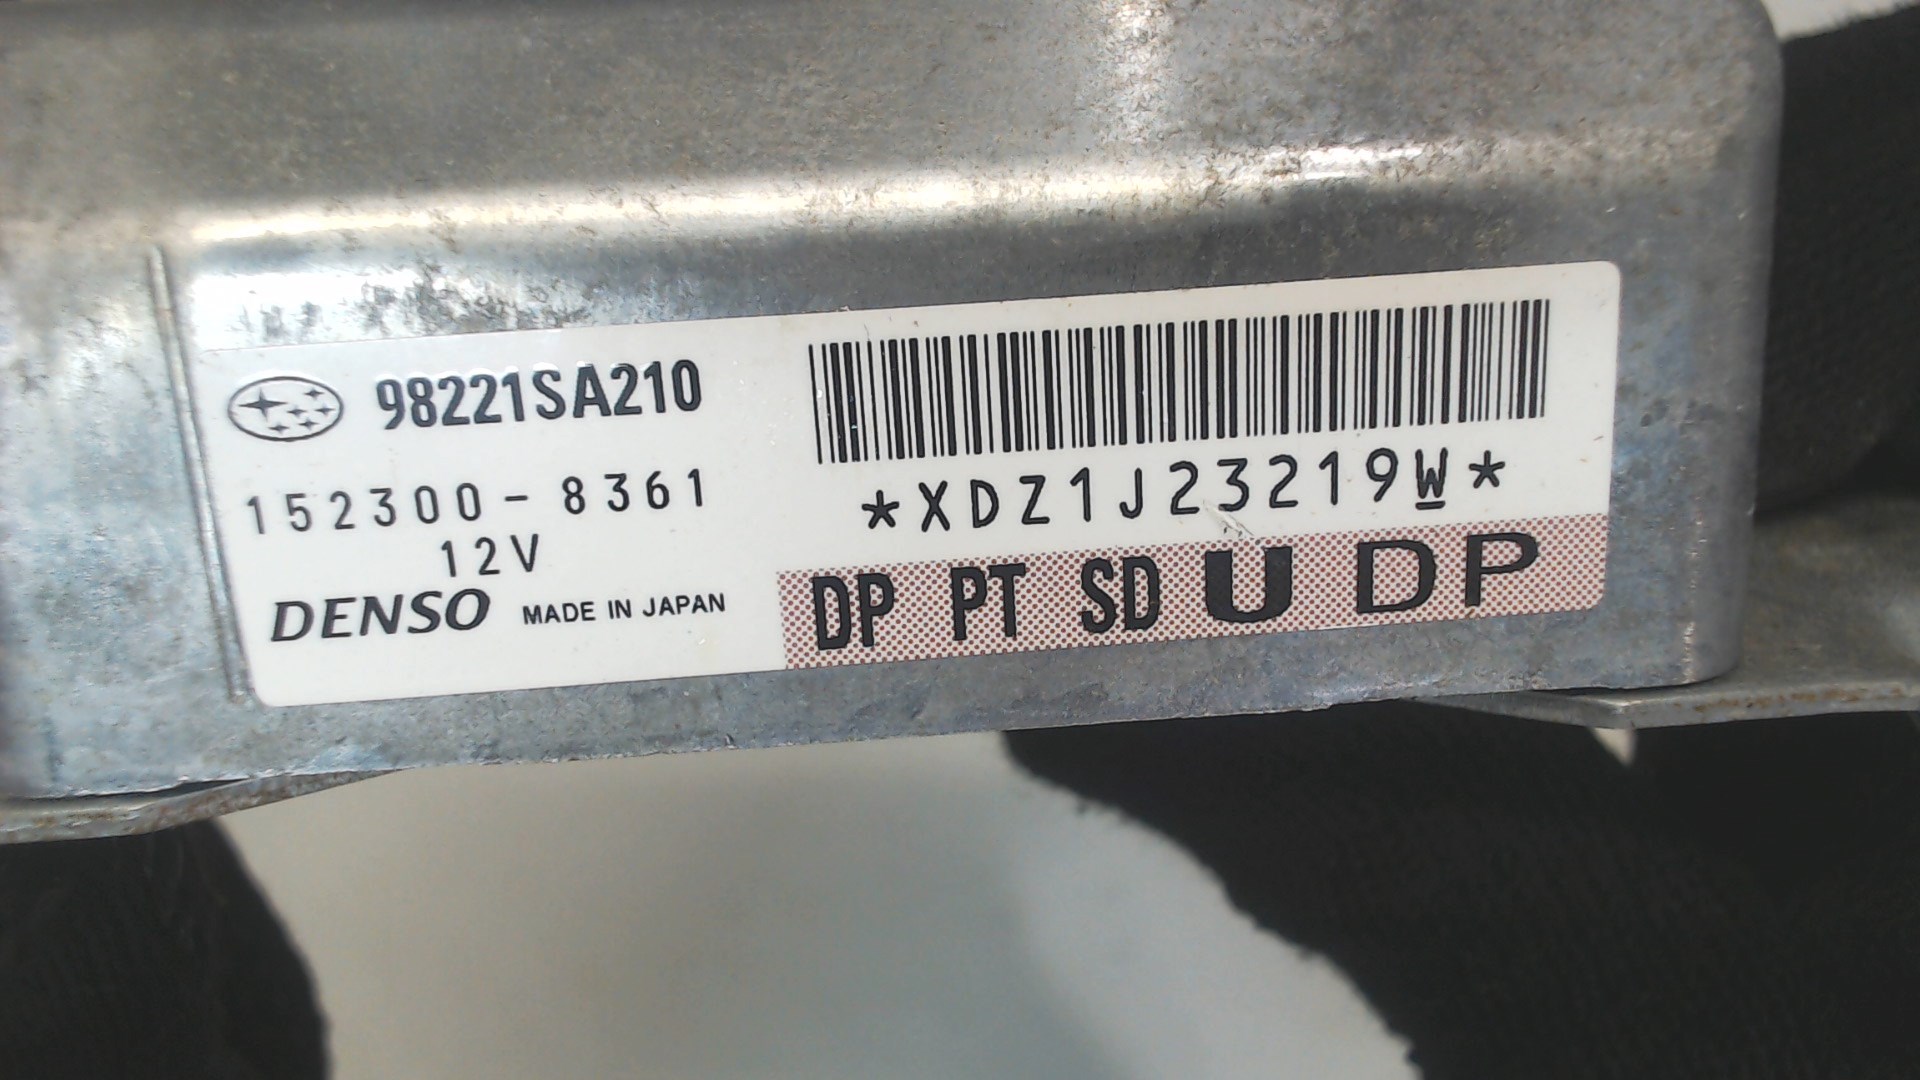 98221SA210
152300-8361
12V
DENSO MADE IN JAPAN
*XDZ1J23219W*
DP PT SD U DP